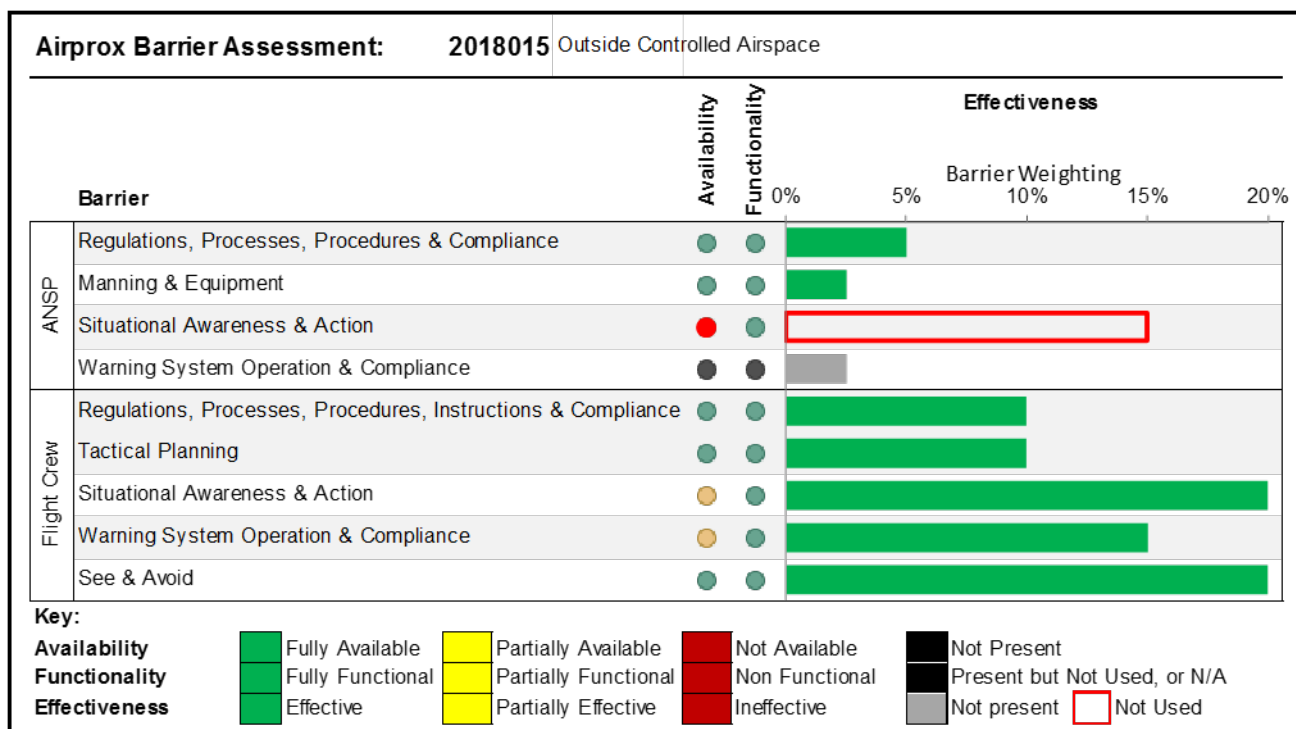 Airprox Barrier Assessment: 2018015 Outside Controlled Airspace
Effectiveness
Barrier Availability Functionality Barrier Weighting
0% 5% 10% 15% 20%
ANSP
Regulations, Processes, Procedures & Compliance
Manning & Equipment
Situational Awareness & Action
Warning System Operation & Compliance
Flight Crew
Regulations, Processes, Procedures, Instructions & Compliance
Tactical Planning
Situational Awareness & Action
Warning System Operation & Compliance
See & Avoid
Key:
Availability Fully Available Partially Available Not Available Not Present
Functionality Fully Functional Partially Functional Non Functional Present but Not Used, or N/A
Effectiveness Effective Partially Effective Ineffective Not present Not Used